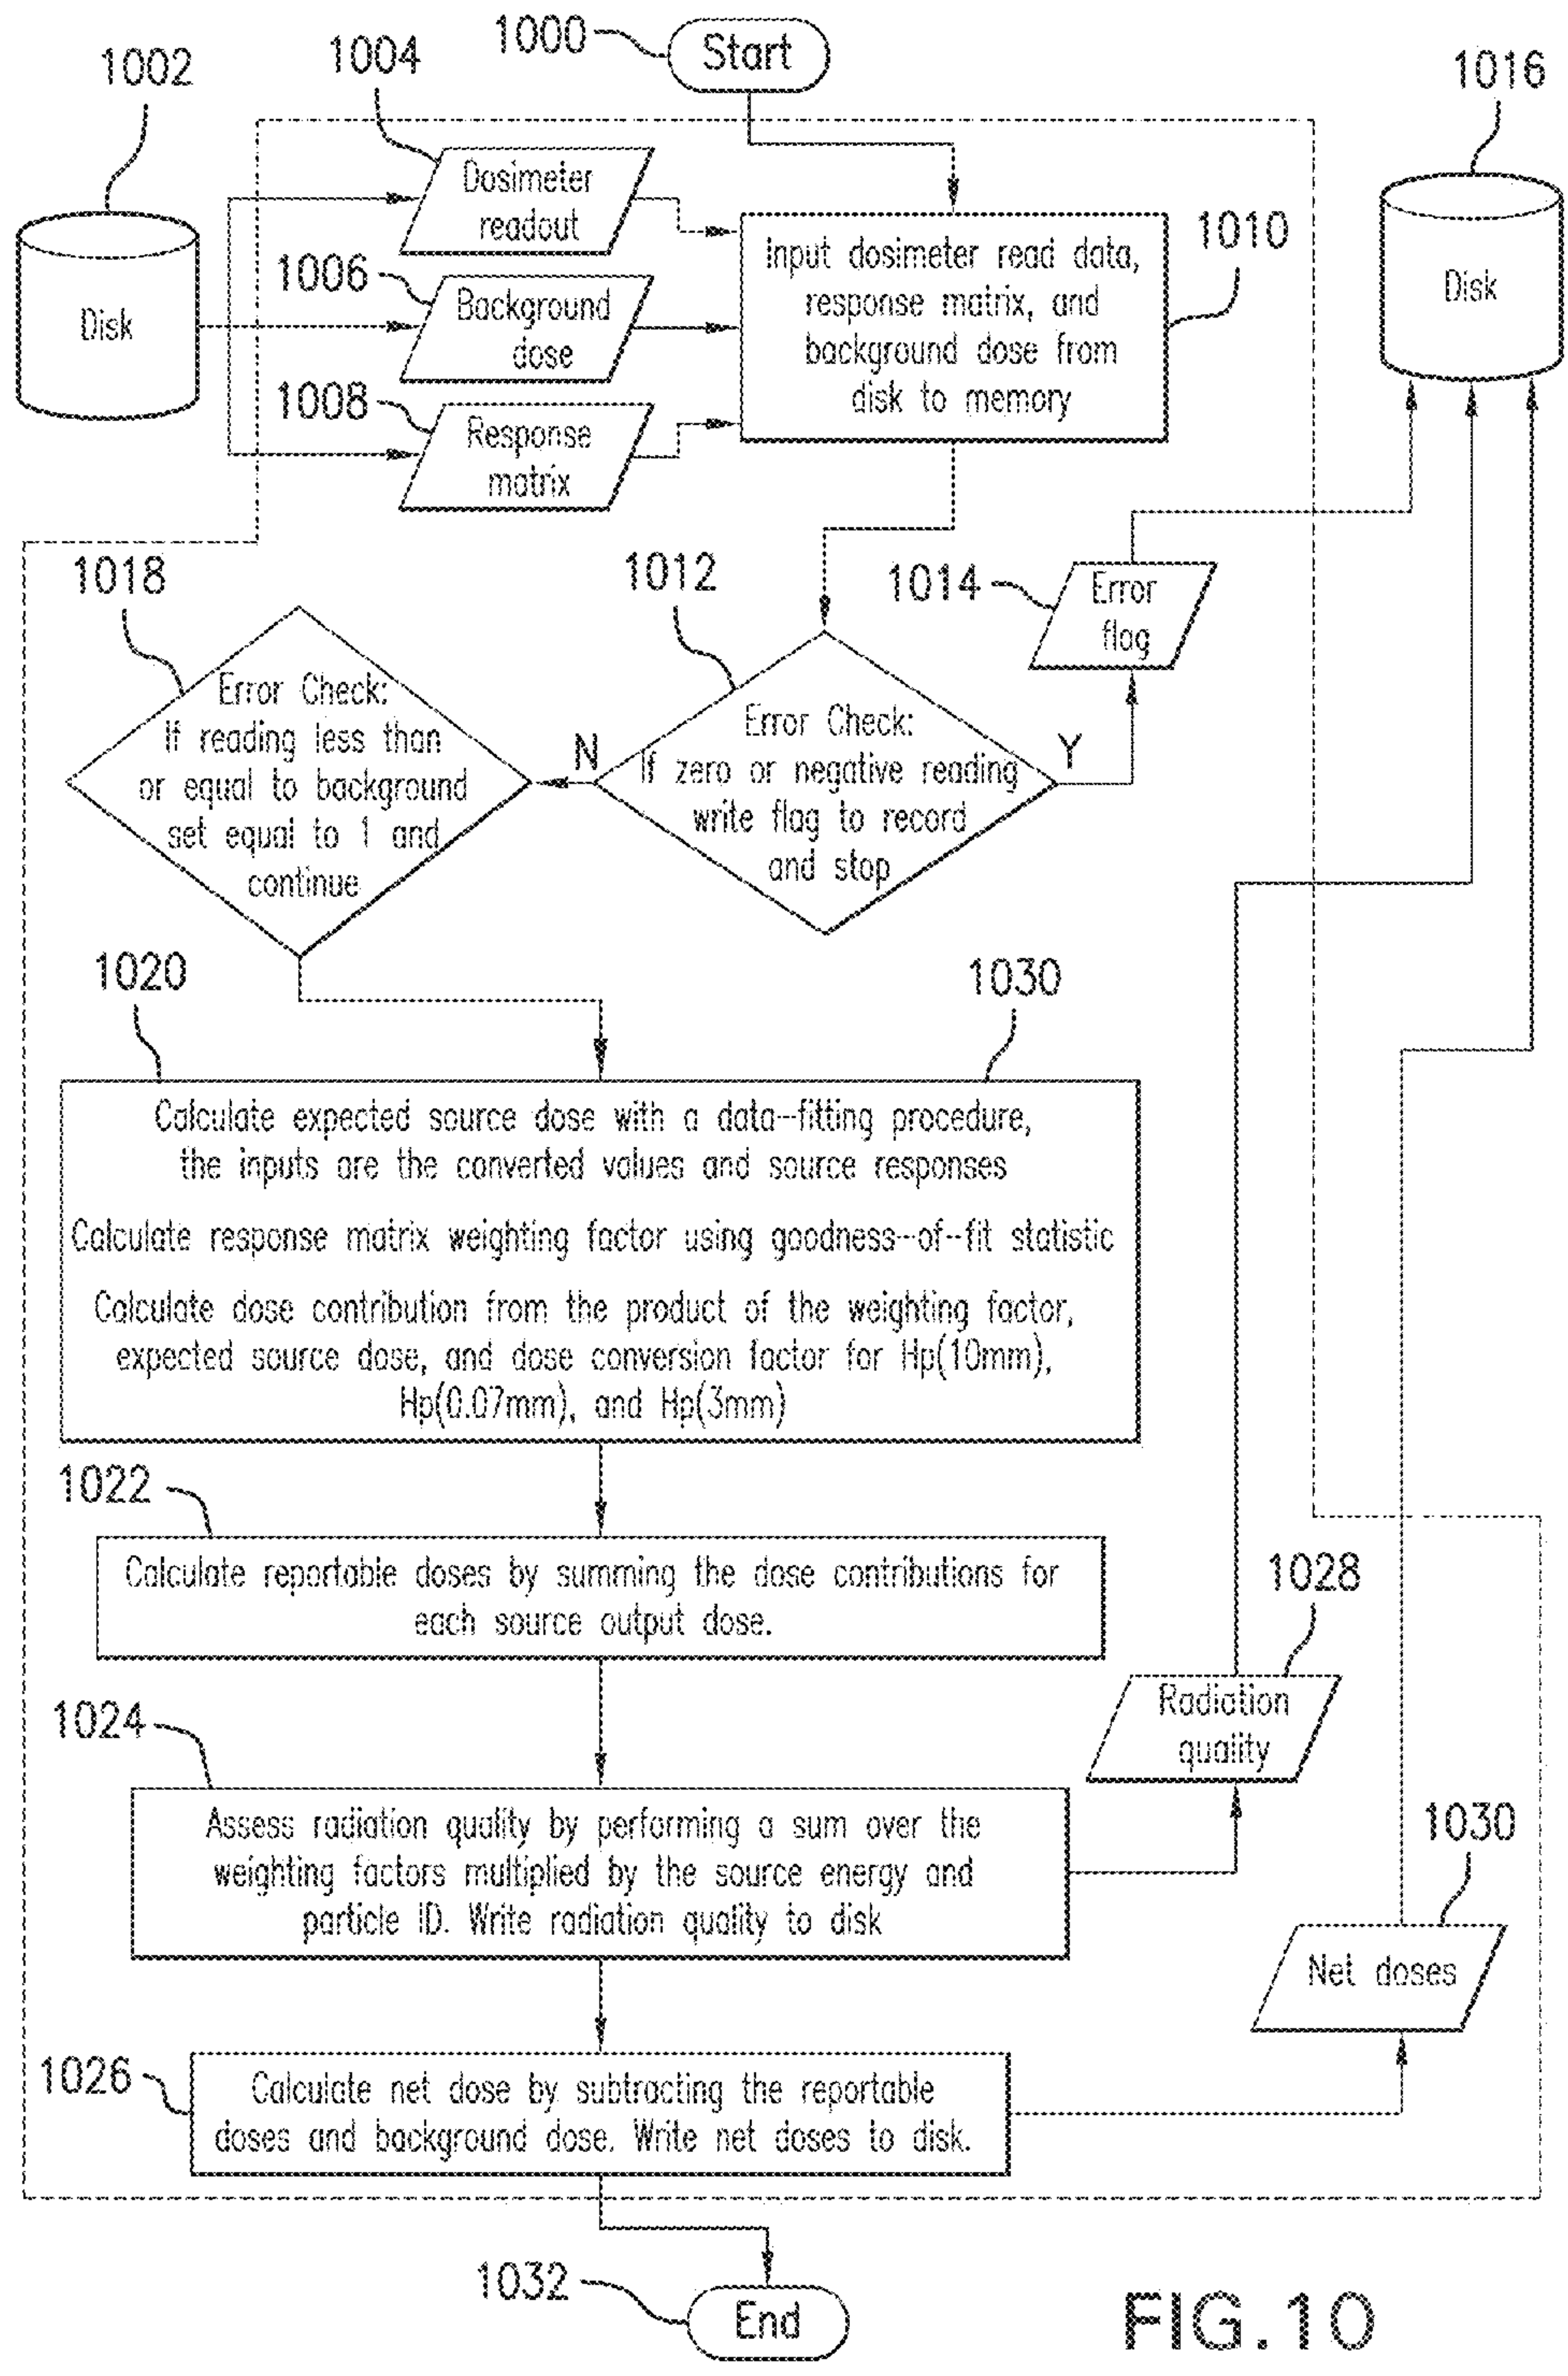 1000
Start
1002
1004
1016
Dosimeter
readout
1006
Background
dose
1008
Response
matrix
Disk
Input dosimeter read data,
response matrix, and
background dose from
disk to memory
1010
Disk
1018
1012
1014
Error
flag
Error Check:
If reading less than
or equal to background
set equal to 1 and
continue
N
Error Check:
If zero or negative reading
write flag to record
and stop
Y
1020
1030
Calculate expected source dose with a data-fitting procedure,
the inputs are the converted values and source responses
Calculate response matrix weighting factor using goodness-of-fit statistic
Calculate dose contribution from the product of the weighting factor,
expected source dose, and dose conversion factor for Hp(10mm),
Hp(0.07mm), and Hp(3mm)
1022
Calculate reportable doses by summing the dose contributions for
each source output dose.
1028
Radiation
quality
1024
Assess radiation quality by performing a sum over the
weighting factors multiplied by the source energy and
particle ID. Write radiation quality to disk
1030
Net doses
1026
Calculate net dose by subtracting the reportable
doses and background dose. Write net doses to disk.
1032
End
FIG.10